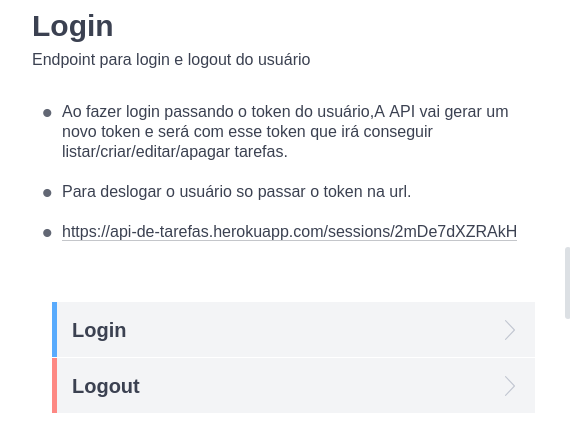 Login
Endpoint para login e logout do usuário
Ao fazer login passando o token do usuário,A API vai gerar um
novo token e será com esse token que irá conseguir
listar/criar/editar/apagar tarefas.
Para deslogar o usuário so passar o token na url.
https://api-de-tarefas.herokuapp.com/sessions/2mDe7dXZRAkH
Login
Logout